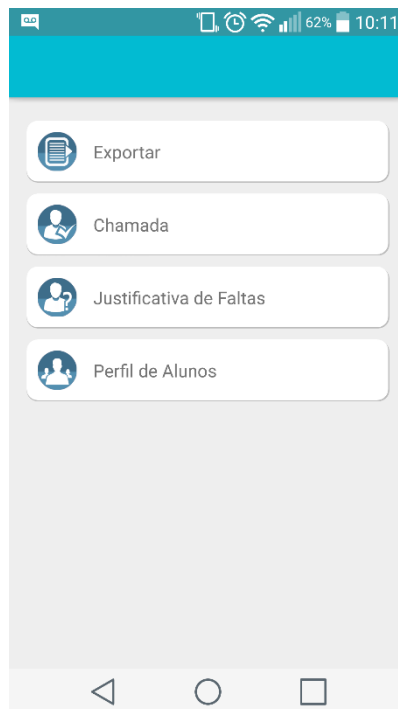 62% 10:11
Exportar
Chamada
Justificativa de Faltas
Perfil de Alunos